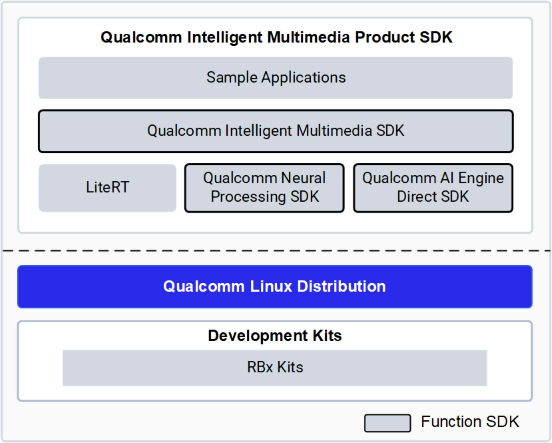 Qualcomm Intelligent Multimedia Product SDK
Sample Applications
Qualcomm Intelligent Multimedia SDK
LiteRT
Qualcomm Neural
Processing SDK
Qualcomm AI Engine
Direct SDK
Qualcomm Linux Distribution
Development Kits
RBx Kits
Function SDK